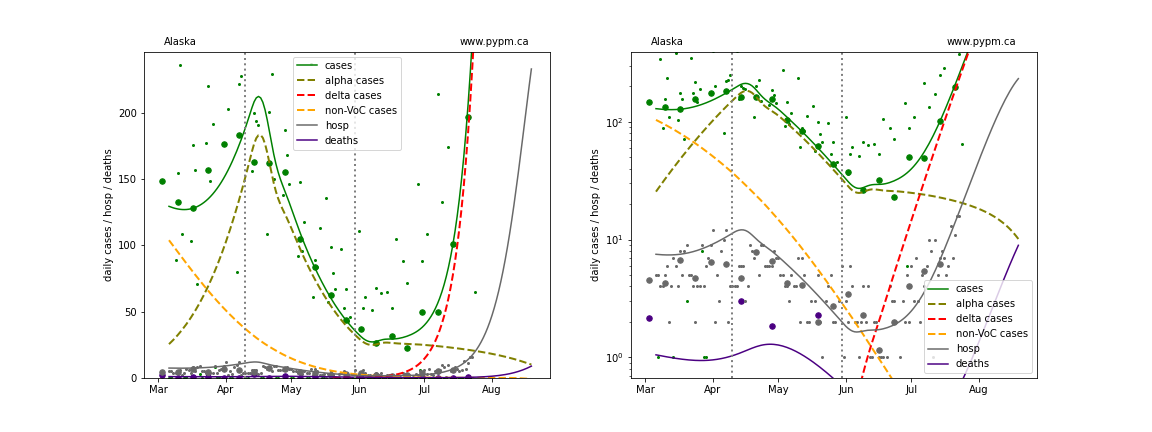 Alaska www.pypm.ca
daily cases / hosp / deaths
200
150
100
50
0
Mar Apr May Jun Jul Aug
cases
alpha cases
delta cases
non-VoC cases
hosp
deaths
Alaska www.pypm.ca
daily cases / hosp / deaths
10²
10¹
10⁰
Mar Apr May Jun Jul Aug
cases
alpha cases
delta cases
non-VoC cases
hosp
deaths